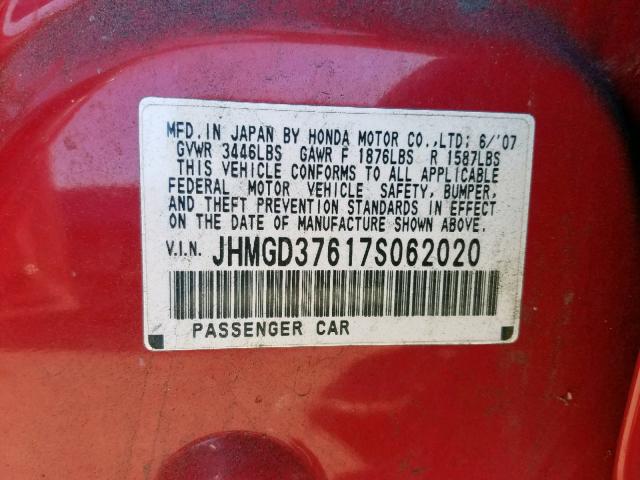 MFD.IN JAPAN BY HONDA MOTOR CO.,LTD; 6/'07
GVWR 3446LBS GAWR F 1876LBS R 1587LBS
THIS VEHICLE CONFORMS TO ALL APPLICABLE
FEDERAL MOTOR VEHICLE SAFETY, BUMPER,
AND THEFT PREVENTION STANDARDS IN EFFECT
ON THE DATE OF MANUFACTURE SHOWN ABOVE.
V.I.N. JHMGD37617S062020
PASSENGER CAR